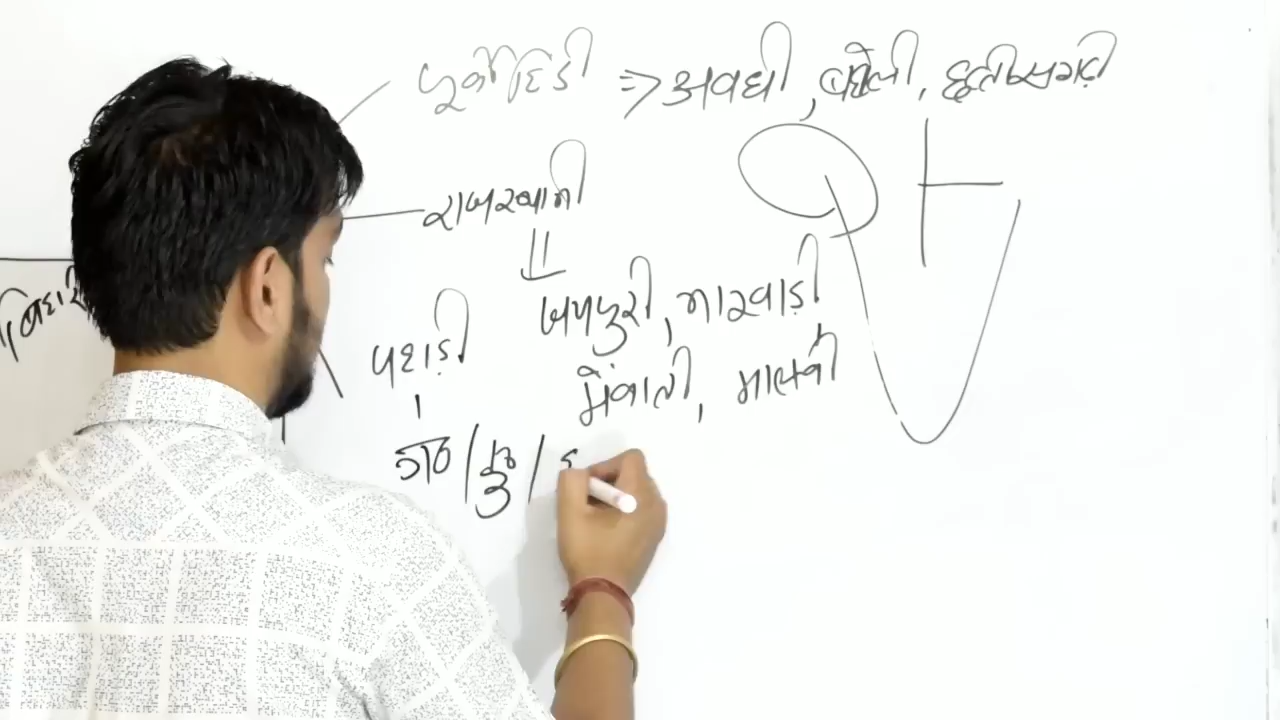 पूर्वी हिंदी ⇒ अवधी, बघेली, छत्तीसगढ़ी
राजस्थानी
जयपुरी, मारवाड़ी
मेवाती, मालवी
पहाड़ी
गढ / कु /
बिहारी